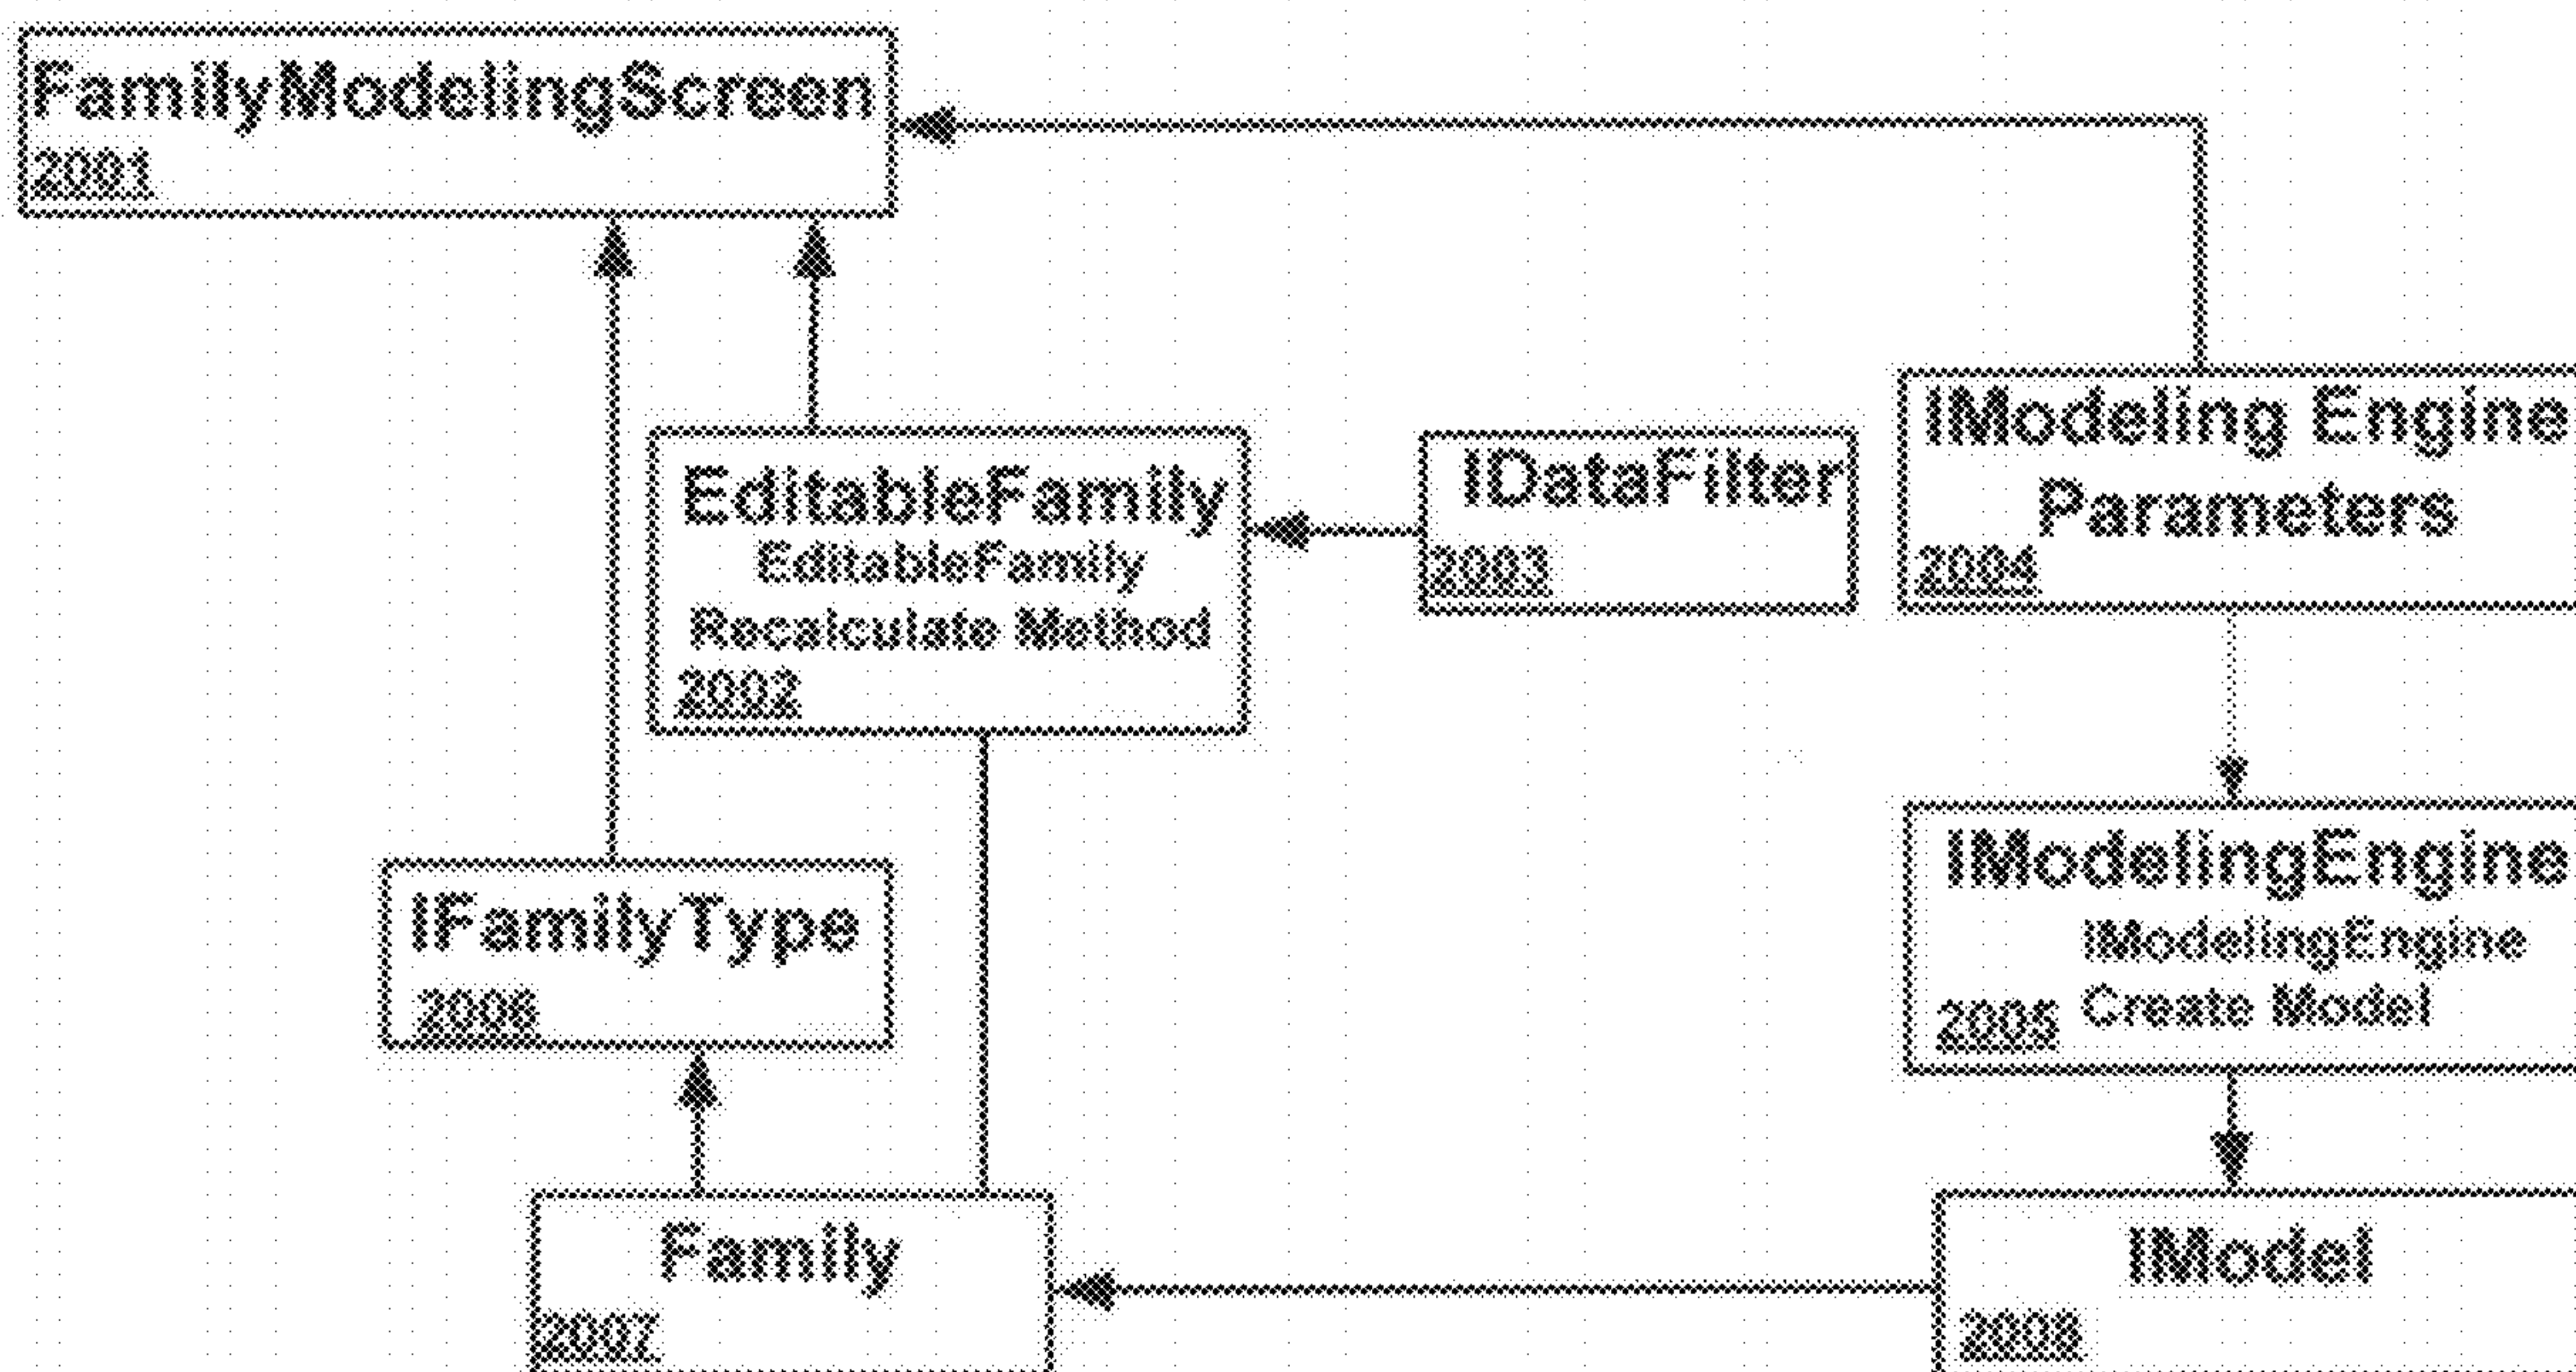 FamilyModelingScreen
2001
EditableFamily
EditableFamily
Recalculate Method
2002
IDataFilter
2003
IModeling Engine
Parameters
2004
IModelingEngine
IModelingEngine
Create Model
2005
IFamilyType
2006
Family
2007
IModel
2008